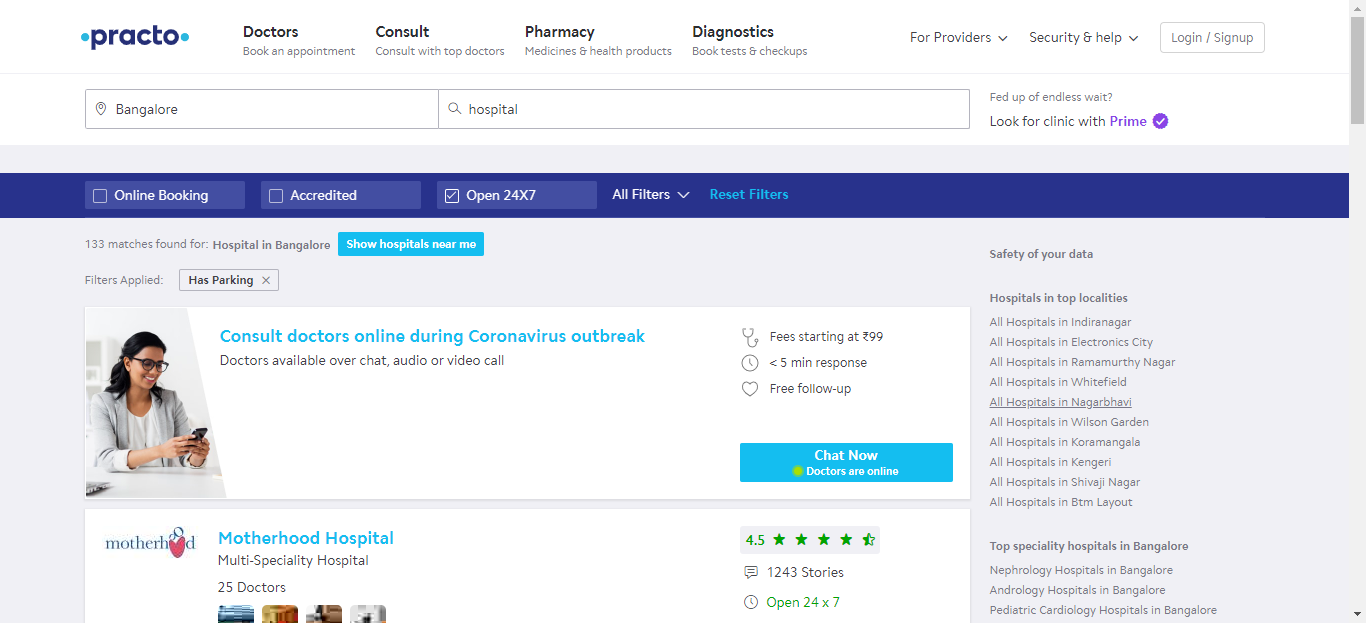 practo
Doctors
Book an appointment
Consult
Consult with top doctors
Pharmacy
Medicines & health products
Diagnostics
Book tests & checkups
For Providers
Security & help
Login / Signup
Bangalore
hospital
Fed up of endless wait?
Look for clinic with Prime
Online Booking
Accredited
Open 24X7
All Filters
Reset Filters
133 matches found for: Hospital in Bangalore
Show hospitals near me
Filters Applied:
Has Parking
Consult doctors online during Coronavirus outbreak
Doctors available over chat, audio or video call
Fees starting at ₹99
< 5 min response
Free follow-up
Chat Now
Doctors are online
motherhood
Motherhood Hospital
Multi-Speciality Hospital
25 Doctors
4.5
1243 Stories
Open 24 x 7
Safety of your data
Hospitals in top localities
All Hospitals in Indiranagar
All Hospitals in Electronics City
All Hospitals in Ramamurthy Nagar
All Hospitals in Whitefield
All Hospitals in Nagarbhavi
All Hospitals in Wilson Garden
All Hospitals in Koramangala
All Hospitals in Kengeri
All Hospitals in Shivaji Nagar
All Hospitals in Btm Layout
Top speciality hospitals in Bangalore
Nephrology Hospitals in Bangalore
Andrology Hospitals in Bangalore
Pediatric Cardiology Hospitals in Bangalore